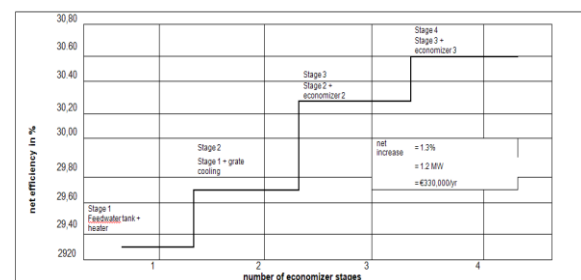 30,80
30.60
30.40
30,20
30,00
29,80
29,60
29,40
2920
net efficiency in %
Stage 1
Feedwater tank +
heater
Stage 2
Stage 1 + grate
cooling
Stage 3
Stage 2 +
economizer 2
Stage 4
Stage 3 +
economizer 3
net increase = 1.3%
= 1.2 MW
= €330,000/yr
1 2 3 4
number of economizer stages